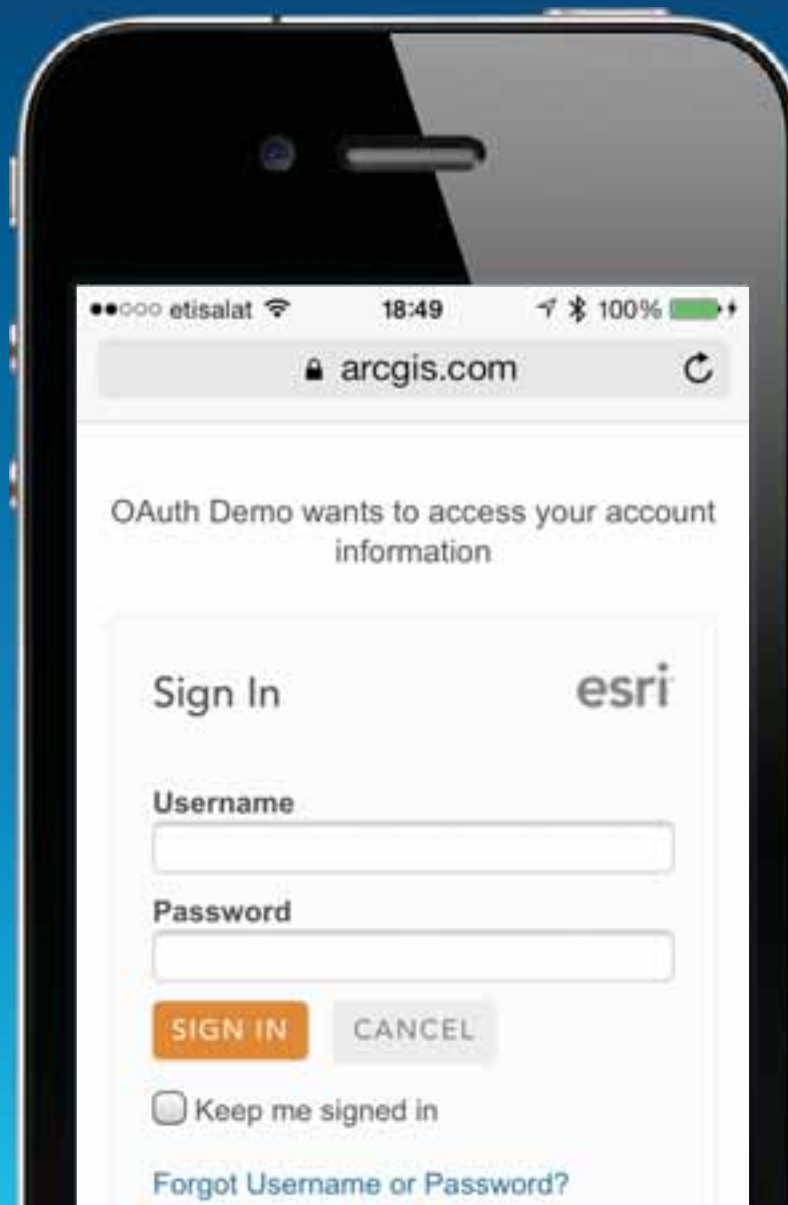 etisalat 18:49 100%
arcgis.com
OAuth Demo wants to access your account
information
Sign In esri
Username
Password
SIGN IN CANCEL
Keep me signed in
Forgot Username or Password?